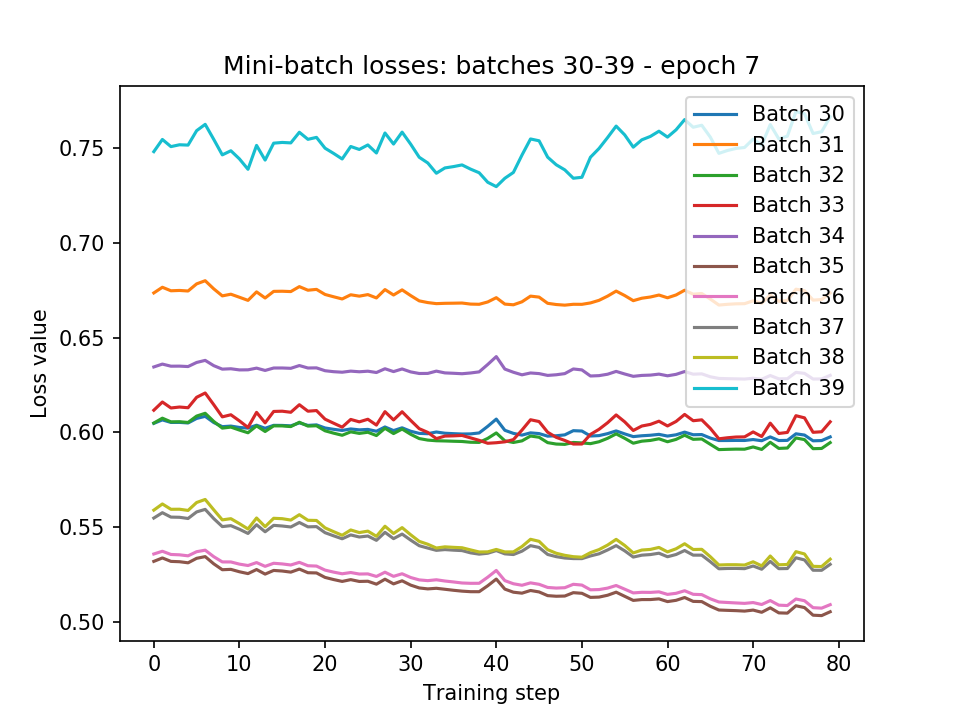 Mini-batch losses: batches 30-39 - epoch 7
Batch 30
Batch 31
Batch 32
Batch 33
Batch 34
Batch 35
Batch 36
Batch 37
Batch 38
Batch 39
0.75
0.70
0.65
0.60
0.55
0.50
Loss value
0 10 20 30 40 50 60 70 80
Training step